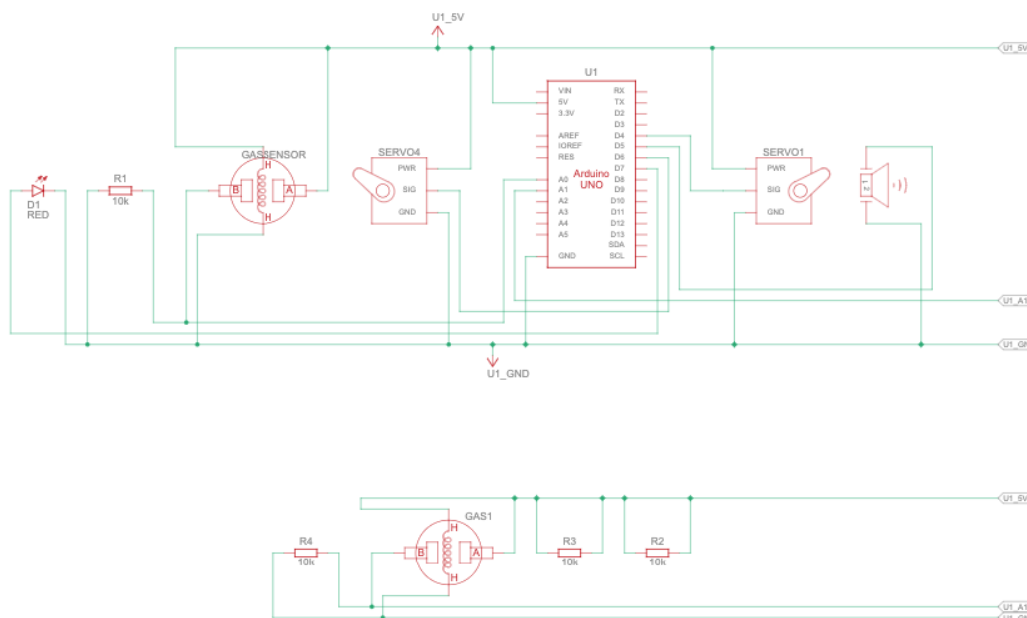 U1_5V
U1_5V
U1
VIN
RX
5V
TX
3.3V
D2
D3
AREF
D4
IOREF
D5
RES
D6
D7
A0
D8
A1
D9
A2
D10
A3
D11
A4
D12
A5
D13
SDA
GND
SCL
Arduino
UNO
GASSENSOR
H
B
A
H
SERVO4
PWR
SIG
GND
SERVO1
PWR
SIG
GND
1
2
R1
10k
D1
RED
U1_A1
U1_GND
U1_5V
GAS1
H
B
A
H
R4
10k
R3
10k
R2
10k
U1_A1